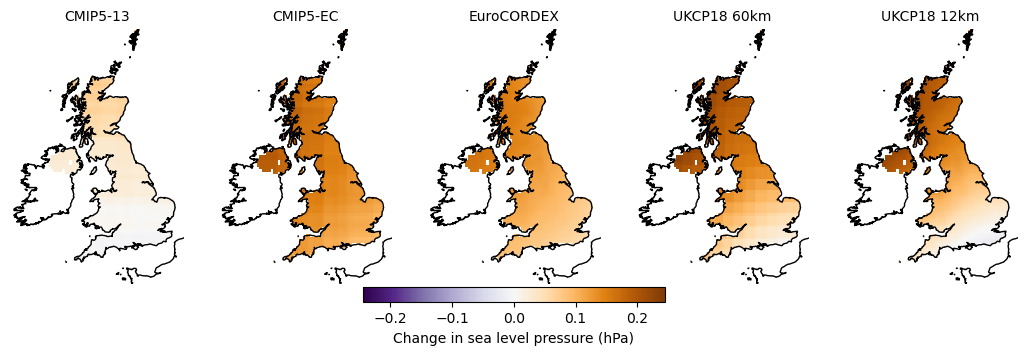 CMIP5-13 CMIP5-EC EuroCORDEX UKCP18 60km UKCP18 12km
−0.2 −0.1 0.0 0.1 0.2
Change in sea level pressure (hPa)